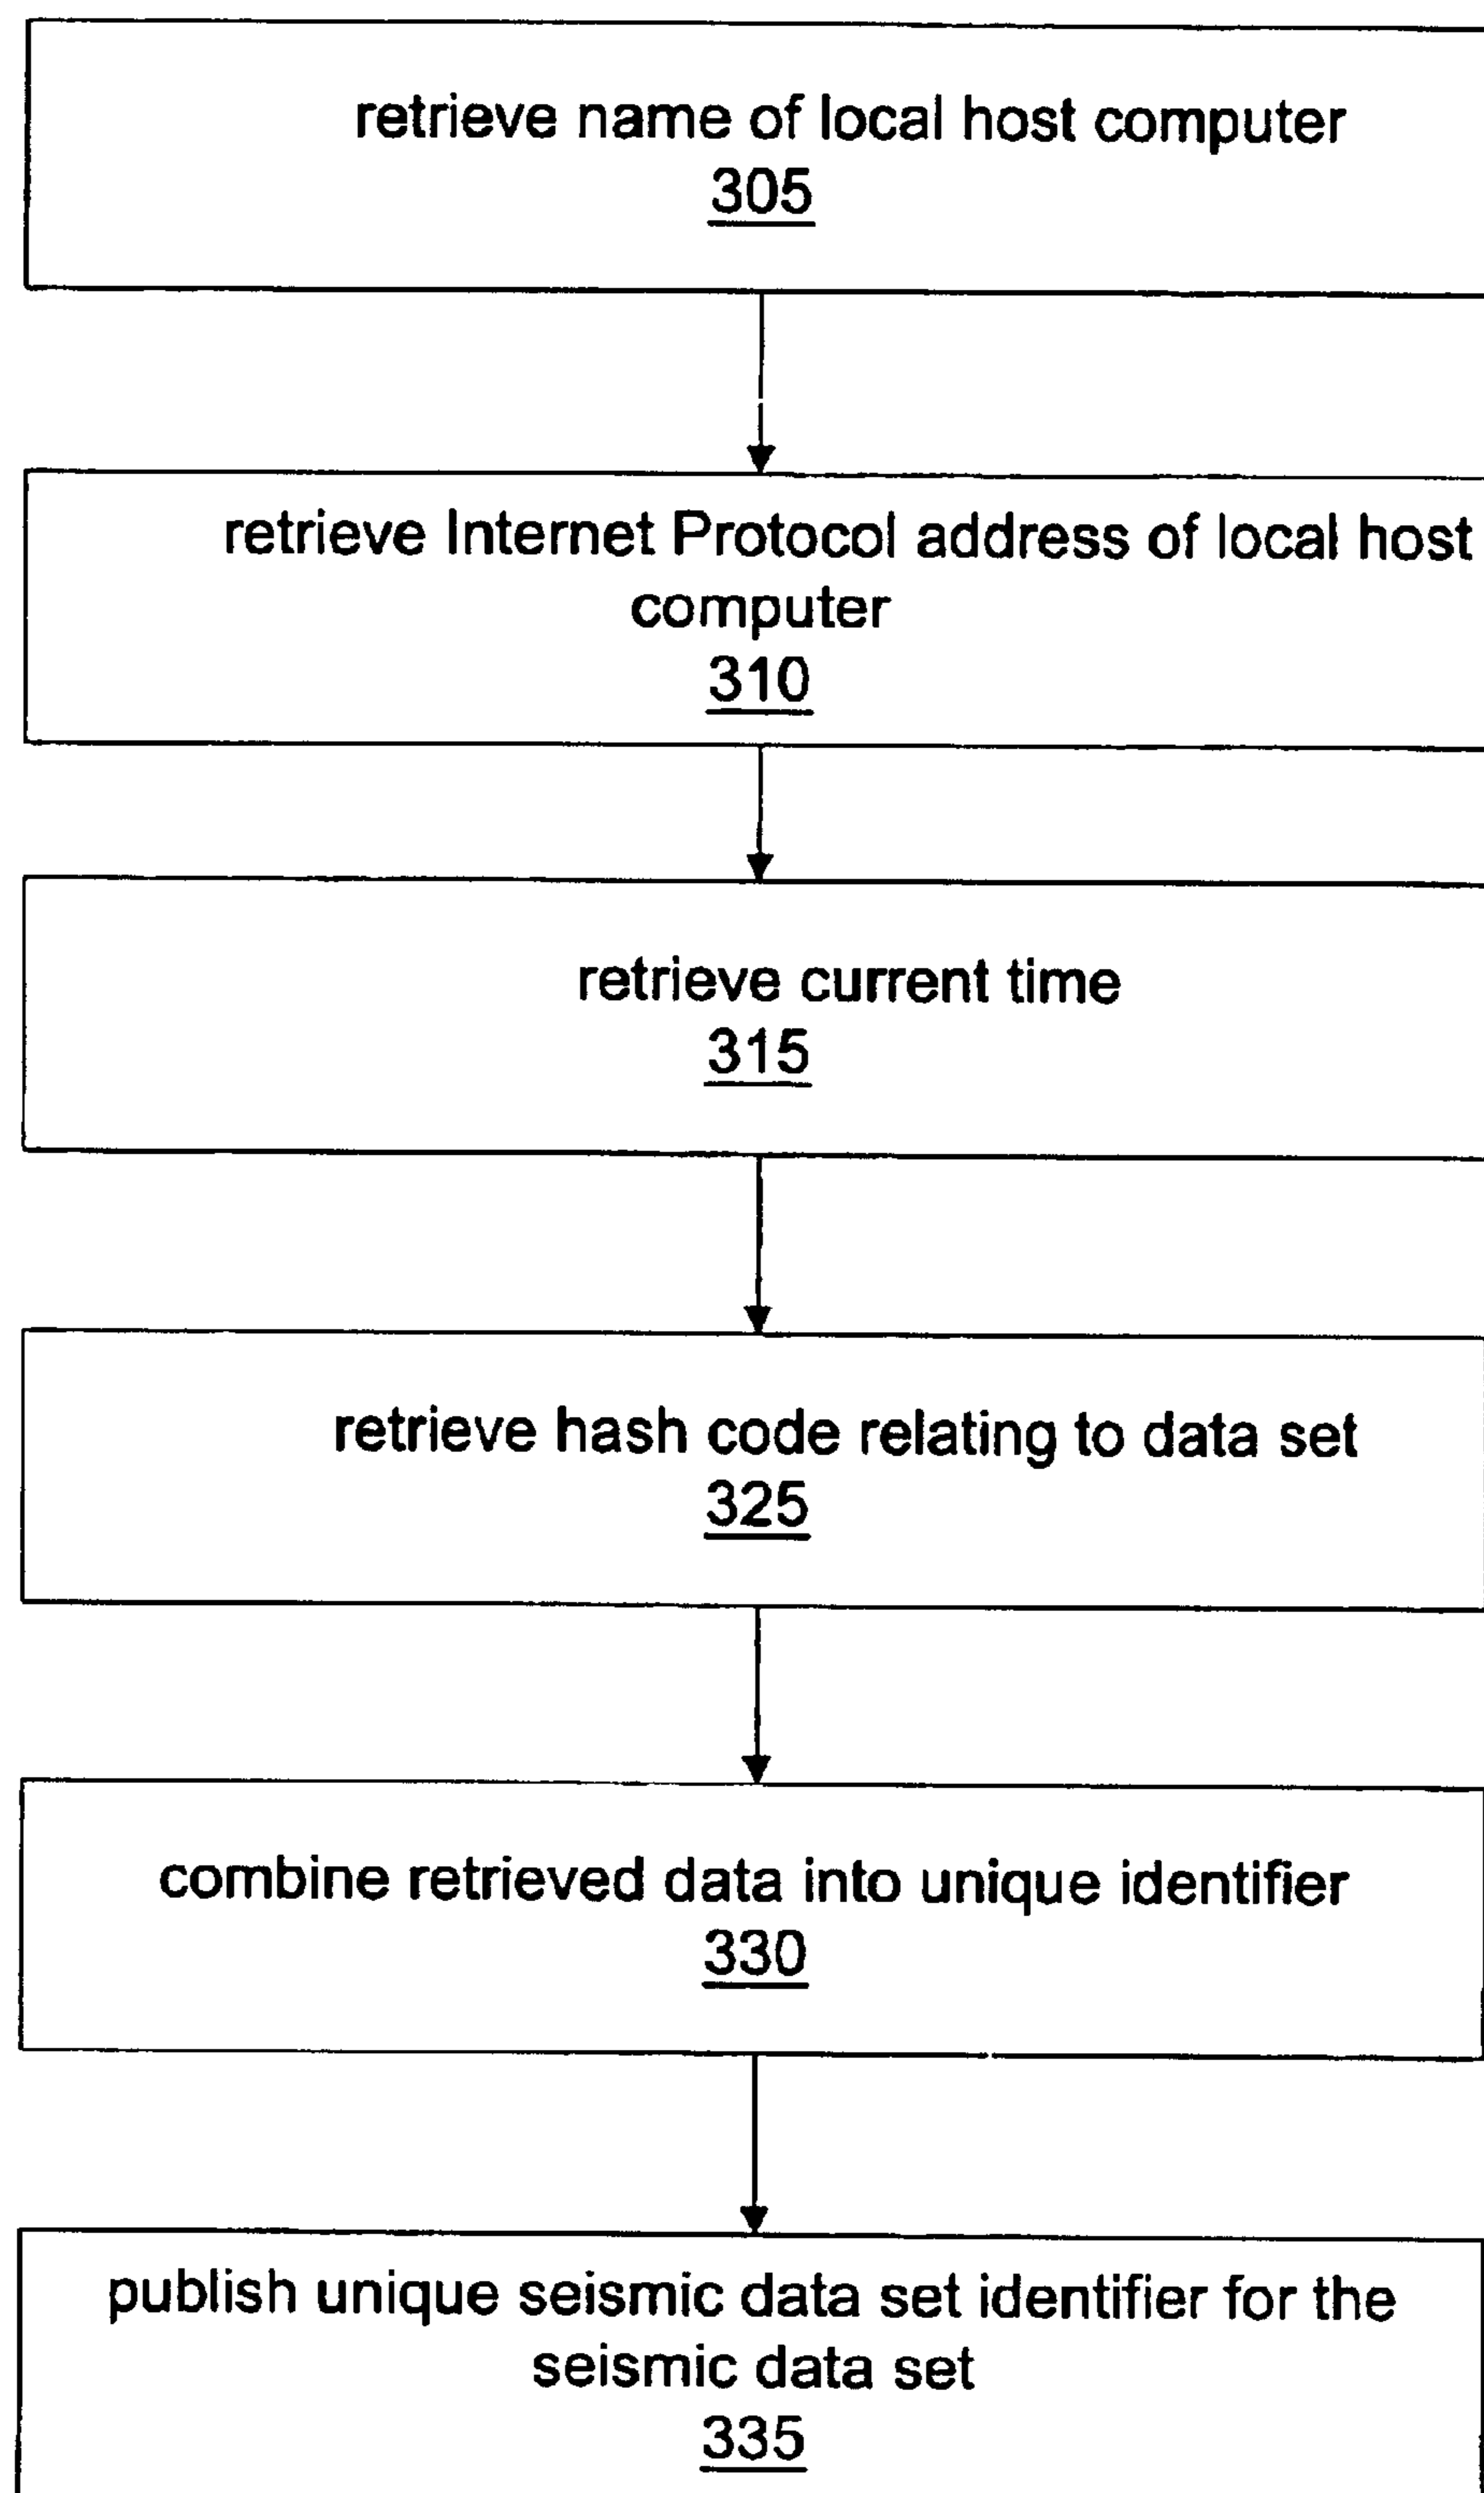 retrieve name of local host computer
305
retrieve Internet Protocol address of local host
computer
310
retrieve current time
315
retrieve hash code relating to data set
325
combine retrieved data into unique identifier
330
publish unique seismic data set identifier for the
seismic data set
335